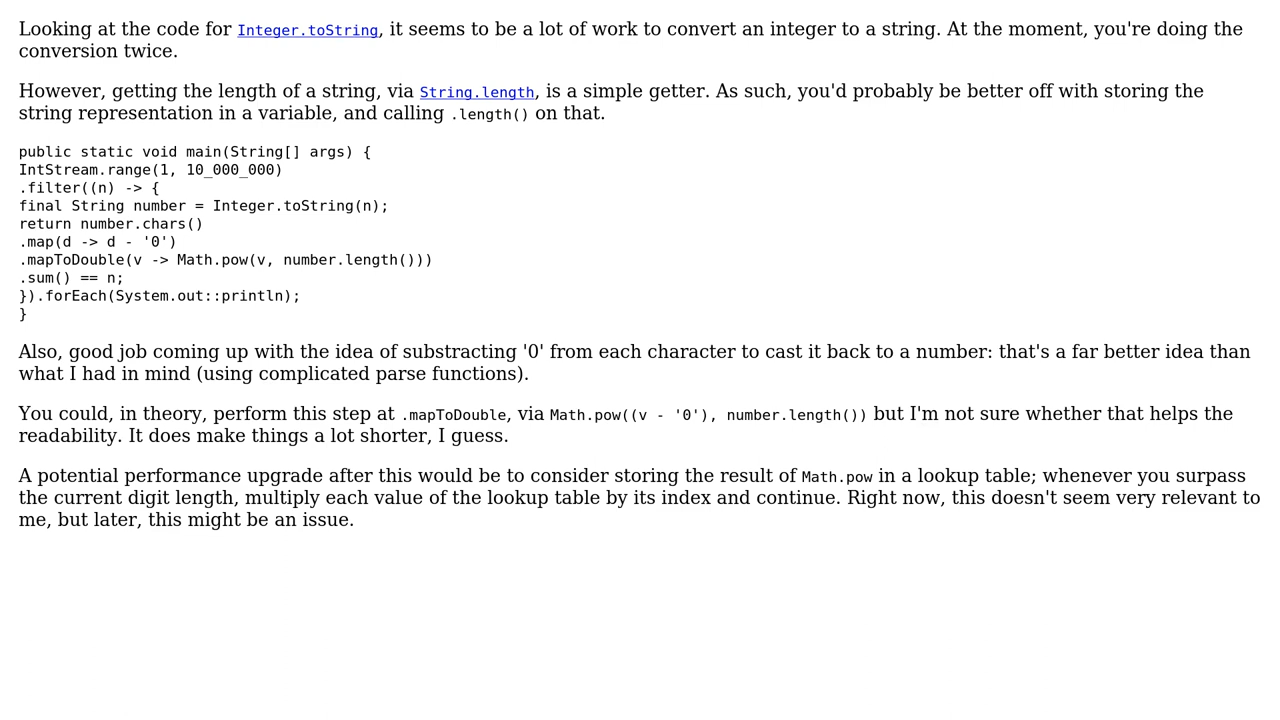 Looking at the code for Integer.toString, it seems to be a lot of work to convert an integer to a string. At the moment, you're doing the
conversion twice.
However, getting the length of a string, via String.length, is a simple getter. As such, you'd probably be better off with storing the
string representation in a variable, and calling .length() on that.
public static void main(String[] args) {
IntStream.range(1, 10_000_000)
.filter((n) -> {
final String number = Integer.toString(n);
return number.chars()
.map(d -> d - '0')
.mapToDouble(v -> Math.pow(v, number.length()))
.sum() == n;
}).forEach(System.out::println);
}
Also, good job coming up with the idea of substracting '0' from each character to cast it back to a number: that's a far better idea than
what I had in mind (using complicated parse functions).
You could, in theory, perform this step at .mapToDouble, via Math.pow((v - '0'), number.length()) but I'm not sure whether that helps the
readability. It does make things a lot shorter, I guess.
A potential performance upgrade after this would be to consider storing the result of Math.pow in a lookup table; whenever you surpass
the current digit length, multiply each value of the lookup table by its index and continue. Right now, this doesn't seem very relevant to
me, but later, this might be an issue.